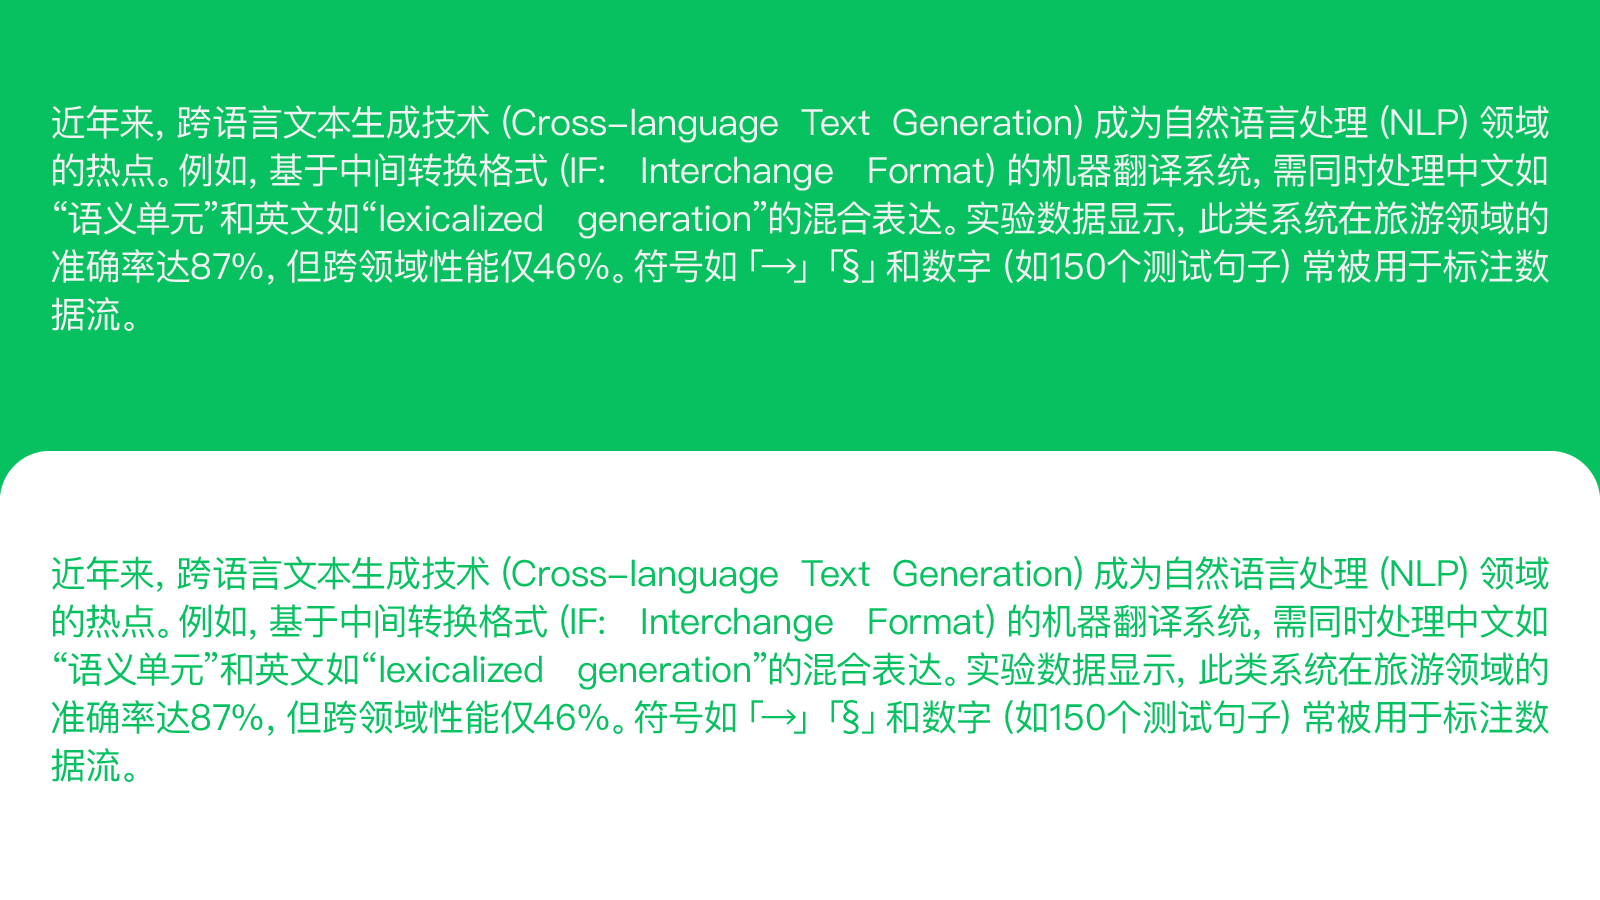 近年来，跨语言文本生成技术（Cross-language Text Generation）成为自然语言处理（NLP）领域
的热点。例如，基于中间转换格式（IF: Interchange Format）的机器翻译系统，需同时处理中文如
“语义单元”和英文如“lexicalized generation”的混合表达。实验数据显示，此类系统在旅游领域的
准确率达87%，但跨领域性能仅46%。符号如「→」「§」和数字（如150个测试句子）常被用于标注数
据流。
近年来，跨语言文本生成技术（Cross-language Text Generation）成为自然语言处理（NLP）领域
的热点。例如，基于中间转换格式（IF: Interchange Format）的机器翻译系统，需同时处理中文如
“语义单元”和英文如“lexicalized generation”的混合表达。实验数据显示，此类系统在旅游领域的
准确率达87%，但跨领域性能仅46%。符号如「→」「§」和数字（如150个测试句子）常被用于标注数
据流。